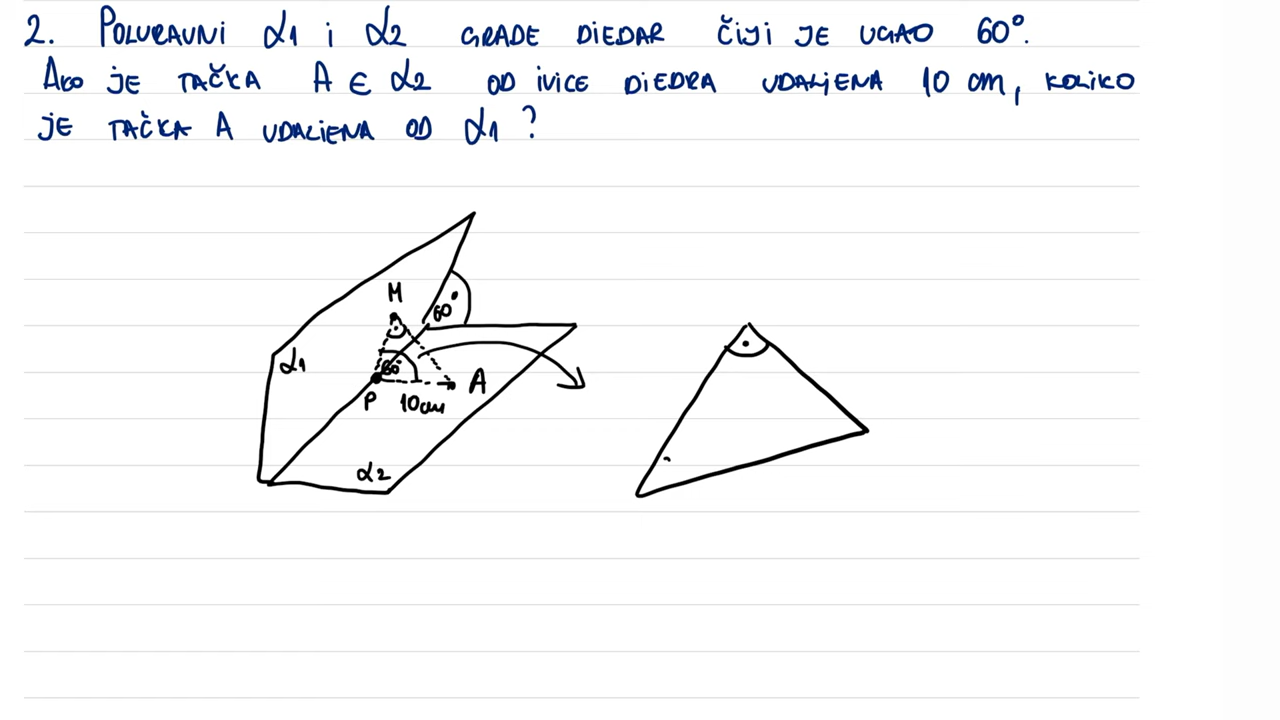 2. POLURAVNI α1 i α2 GRADE DIEDAR ČIJI JE UGAO 60°.
AKO JE TAČKA A ∈ α2 OD IVICE DIEDRA UDALJENA 10 cm, KOLIKO
JE TAČKA A UDALJENA OD α1 ?
M
60°
α1
60°
A
P
10cm
α2